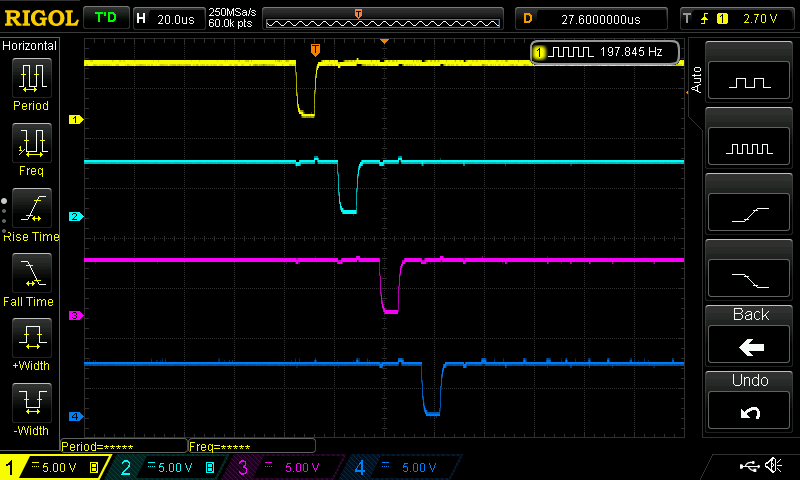 RIGOL T'D H 20.0us 250MSa/s 60.0k pts T D 27.6000000us T 1 2.70 V
Horizontal
T
1 197.845 Hz
Auto
Period
1
Freq
2
Rise Time
Fall Time
3
Back
+Width
Undo
4
-Width
Period=***** Freq=*****
1 5.00 V B 2 5.00 V B 3 5.00 V 4 5.00 V